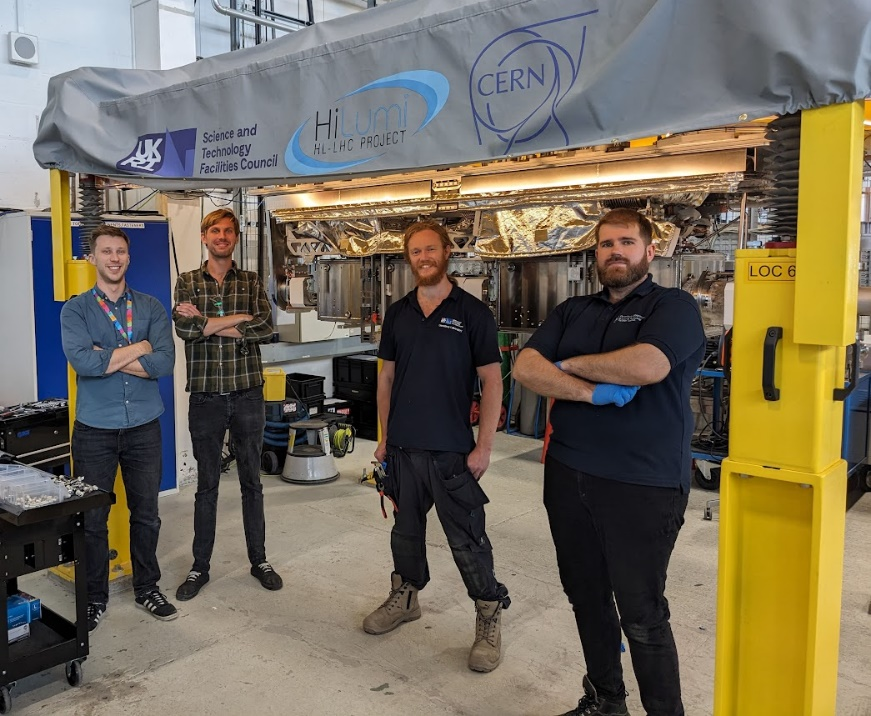 UK
Science and
Technology
Facilities Council
HiLumi
HL-LHC PROJECT
CERN
LOC 6